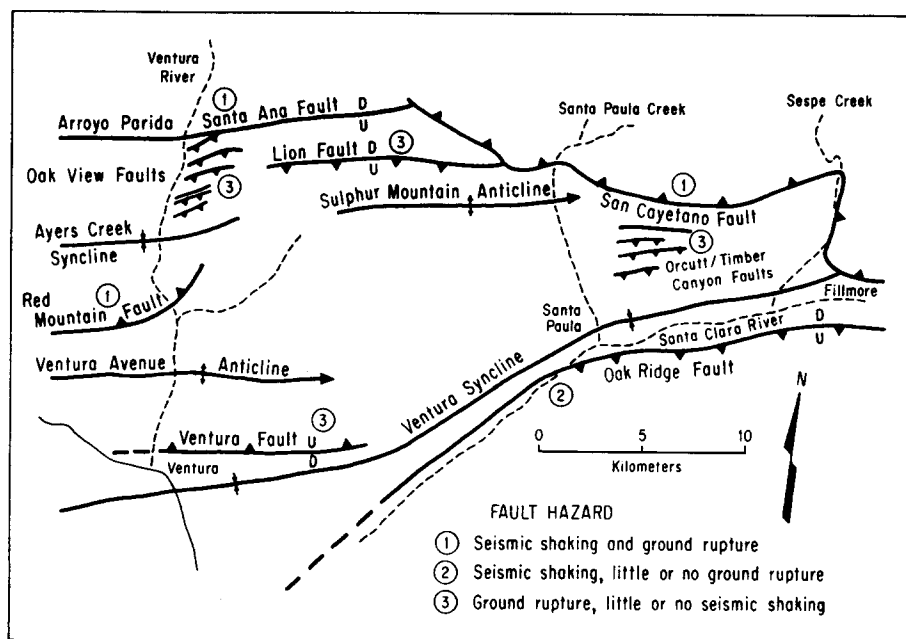 Ventura
River
①
Santa Ana Fault D
U
Arroyo Parida
Santa Paula Creek
Sespe Creek
Lion Fault D ③
U
Oak View Faults
③
Sulphur Mountain Anticline
①
San Cayetano Fault
Ayers Creek
Syncline
③
Orcutt/Timber
Canyon Faults
Red ①
Mountain Fault
Fillmore
Santa
Paula
Santa Clara River D
U
Ventura Avenue Anticline
Oak Ridge Fault
②
Ventura Syncline
N
③
Ventura Fault U
D
Ventura
0 5 10
Kilometers
FAULT HAZARD
① Seismic shaking and ground rupture
② Seismic shaking, little or no ground rupture
③ Ground rupture, little or no seismic shaking